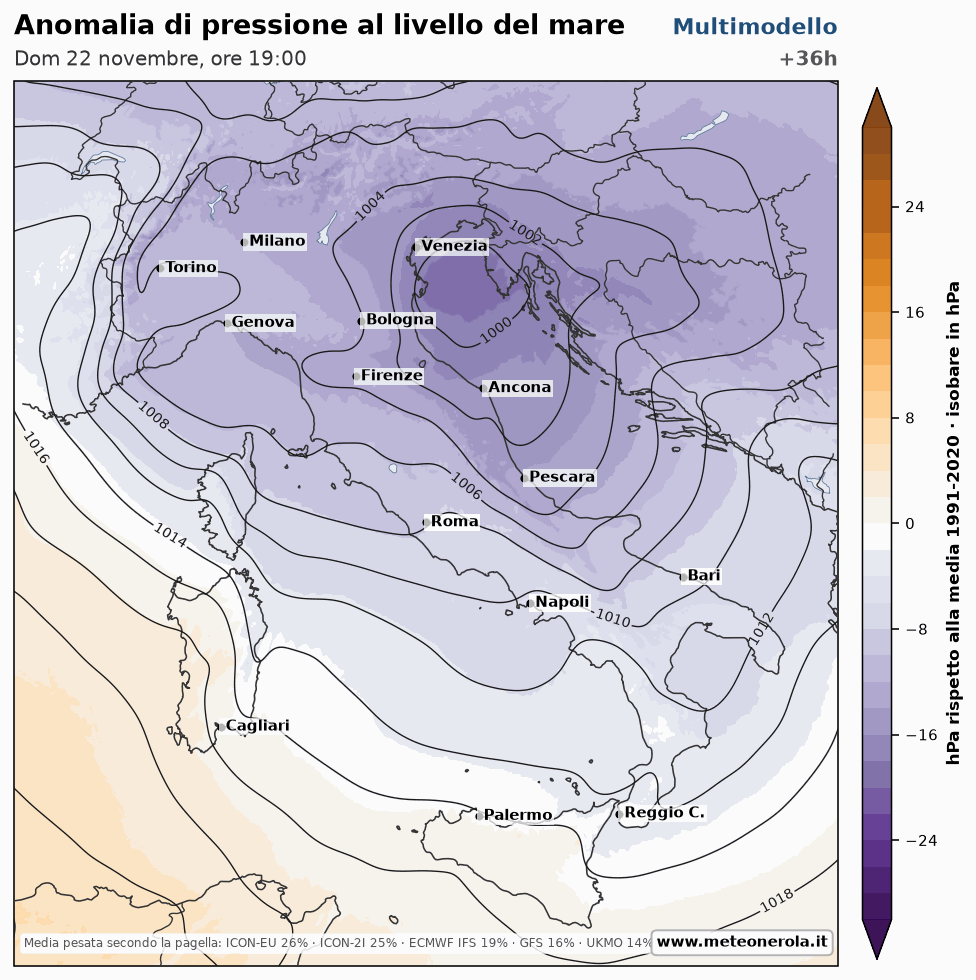 Anomalia di pressione al livello del mare
Multimodello
Dom 22 novembre, ore 19:00
+36h
1004
1002
Venezia
Milano
Torino
Bologna
Genova
1000
Firenze
Ancona
1008
1016
Pescara
1006
Roma
1014
Bari
Napoli
1010
1012
Cagliari
Reggio C.
Palermo
1018
Media pesata secondo la pagella: ICON-EU 26% · ICON-2I 25% · ECMWF IFS 19% · GFS 16% · UKMO 14%
www.meteonerola.it
24
16
8
0
−8
−16
−24
hPa rispetto alla media 1991-2020 · isobare in hPa